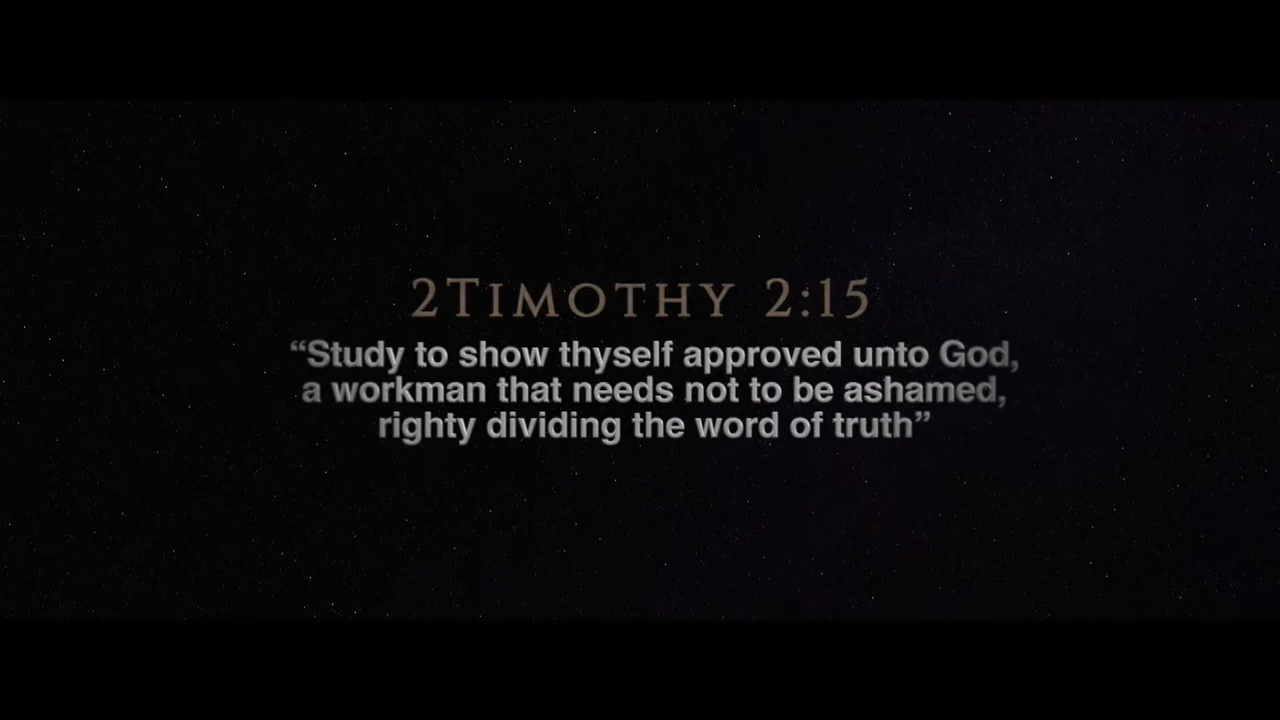 2TIMOTHY 2:15
“Study to show thyself approved unto God,
a workman that needs not to be ashamed,
righty dividing the word of truth”